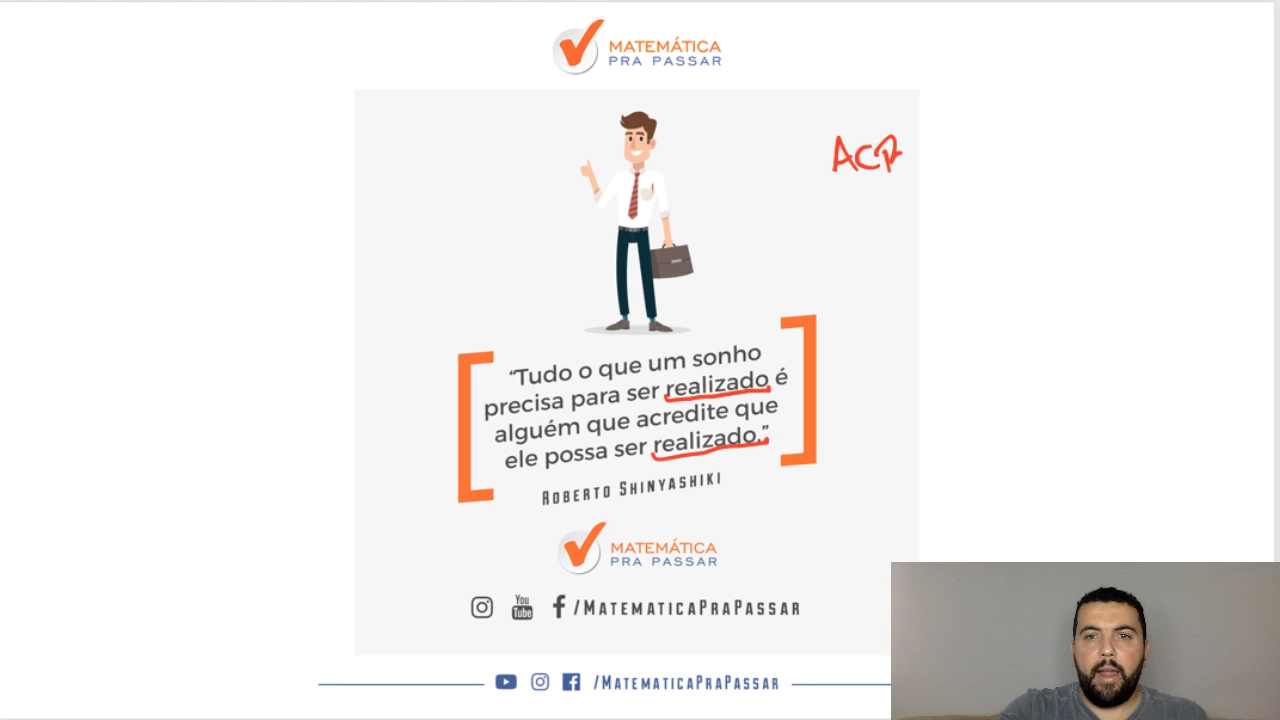 MATEMÁTICA
PRA PASSAR
ACR
“Tudo o que um sonho
precisa para ser realizado é
alguém que acredite que
ele possa ser realizado.”
ROBERTO SHINYASHIKI
MATEMÁTICA
PRA PASSAR
You
Tube
/MATEMATICAPRAPASSAR
/MATEMATICAPRAPASSAR